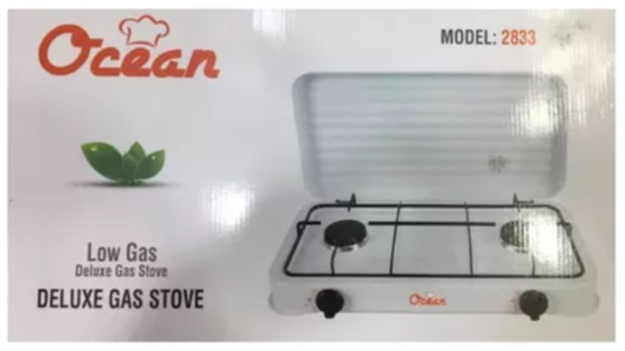 Ocean
MODEL: 2833
Low Gas
Deluxe Gas Stove
DELUXE GAS STOVE
Ocean